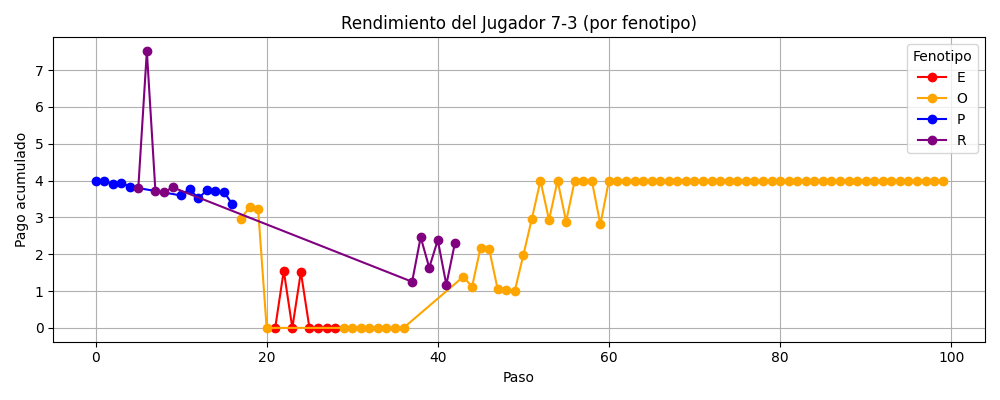 Rendimiento del Jugador 7-3 (por fenotipo)
Pago acumulado
7
6
5
4
3
2
1
0
Fenotipo
E
O
P
R
0
20
40
60
80
100
Paso